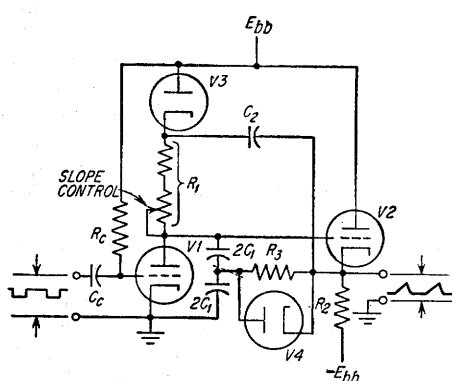 Ebb
V3
C2
SLOPE
CONTROL
R1
Rc
V1
V2
2C1
R3
Cc
2C1
R2
V4
-Ebb